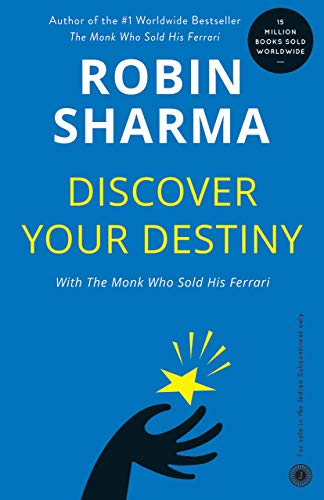 Author of the #1 Worldwide Bestseller
The Monk Who Sold His Ferrari
15
MILLION
BOOKS SOLD
WORLDWIDE
ROBIN
SHARMA
DISCOVER
YOUR DESTINY
With The Monk Who Sold His Ferrari
For sale in the Indian Subcontinent only
J